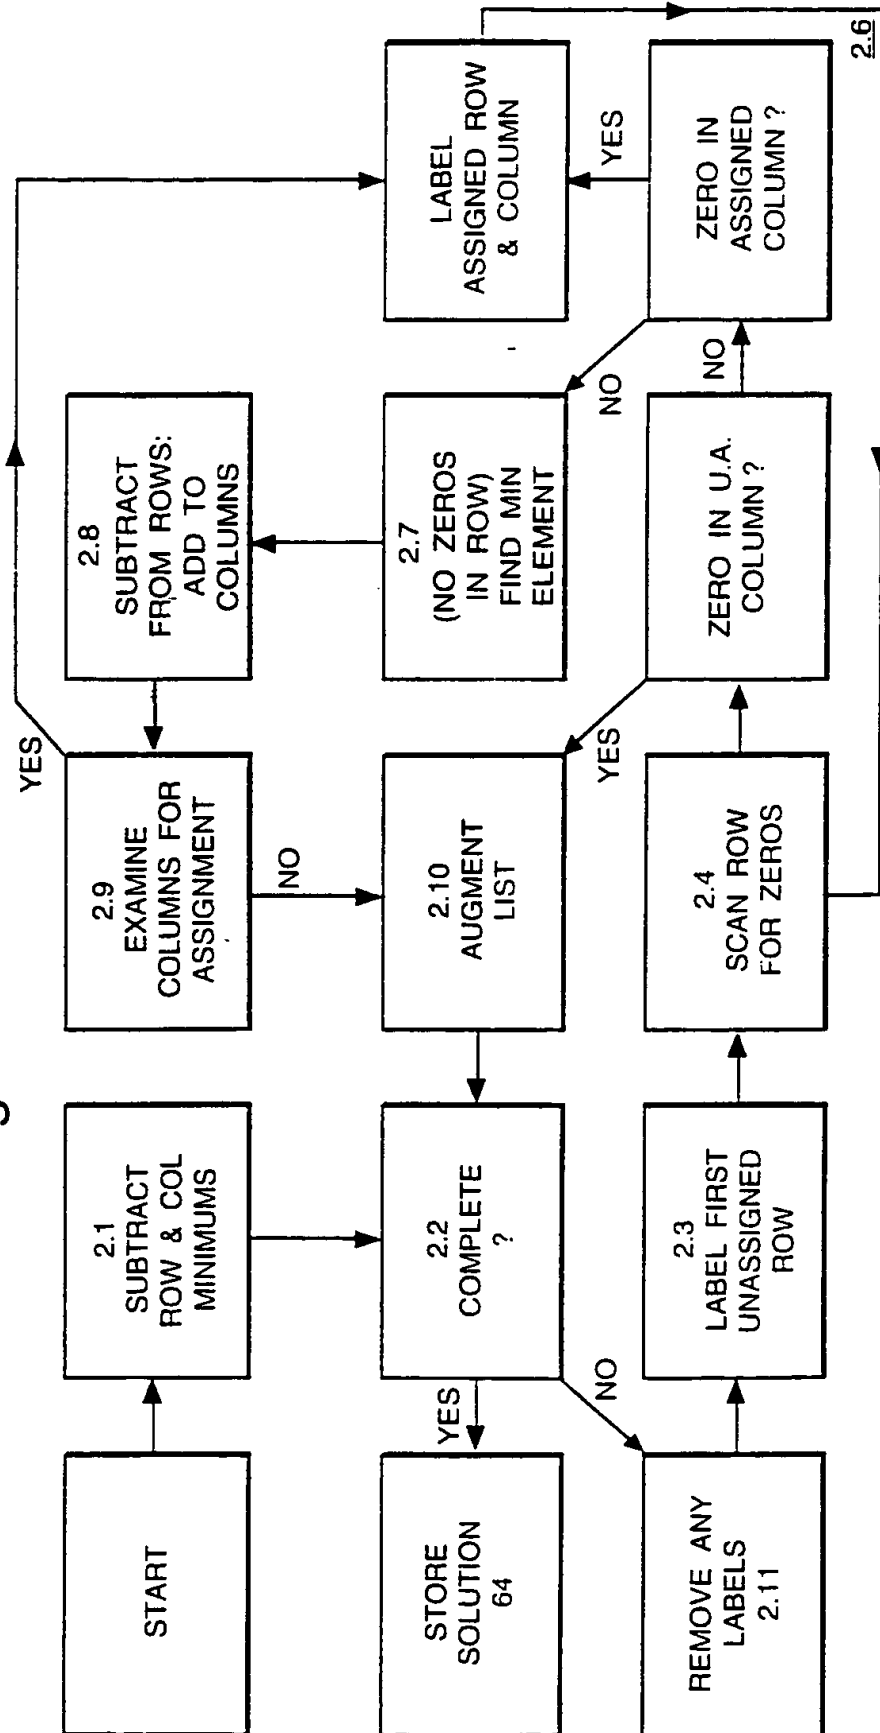 START
2.1
SUBTRACT
ROW & COL
MINIMUMS
2.9
EXAMINE
COLUMNS FOR
ASSIGNMENT
YES
NO
2.8
SUBTRACT
FROM ROWS:
ADD TO
COLUMNS
STORE
SOLUTION
64
YES
2.2
COMPLETE
?
NO
2.10
AUGMENT
LIST
YES
2.7
(NO ZEROS
IN ROW)
FIND MIN
ELEMENT
NO
LABEL
ASSIGNED ROW
& COLUMN
YES
REMOVE ANY
LABELS
2.11
2.3
LABEL FIRST
UNASSIGNED
ROW
2.4
SCAN ROW
FOR ZEROS
ZERO IN U.A.
COLUMN ?
NO
ZERO IN
ASSIGNED
COLUMN ?
2.6